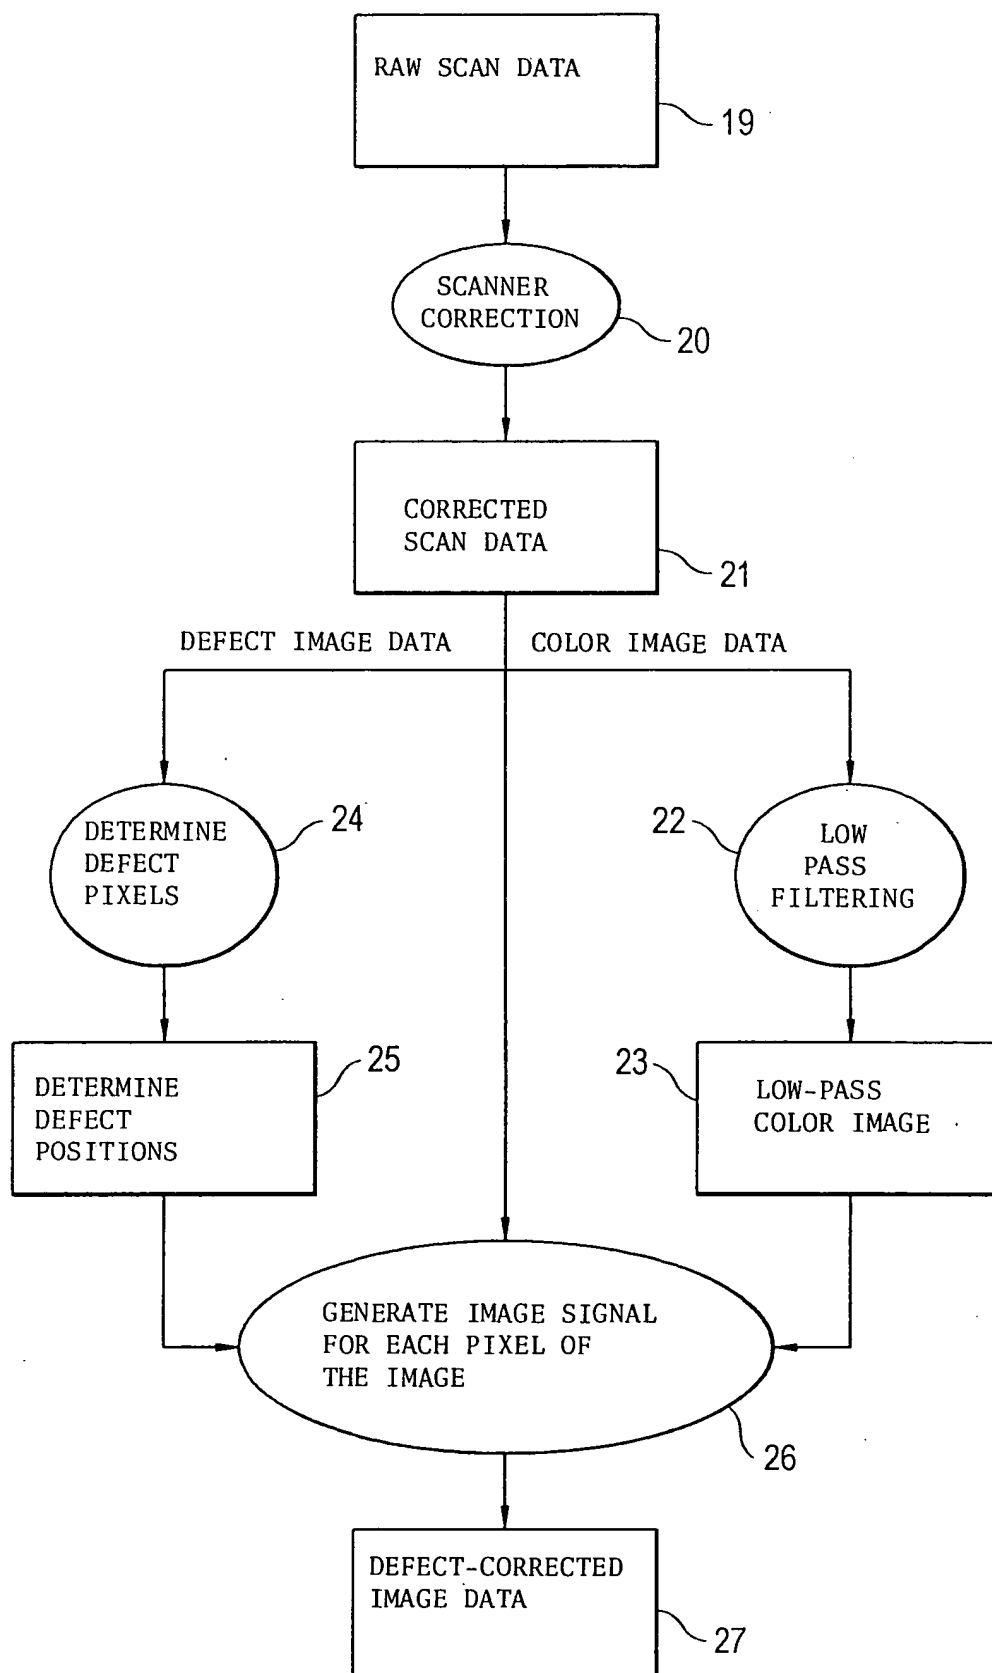 RAW SCAN DATA
19
SCANNER
CORRECTION
20
CORRECTED
SCAN DATA
21
DEFECT IMAGE DATA
COLOR IMAGE DATA
DETERMINE
DEFECT
PIXELS
24
22
LOW
PASS
FILTERING
DETERMINE
DEFECT
POSITIONS
25
23
LOW-PASS
COLOR IMAGE
GENERATE IMAGE SIGNAL
FOR EACH PIXEL OF
THE IMAGE
26
DEFECT-CORRECTED
IMAGE DATA
27